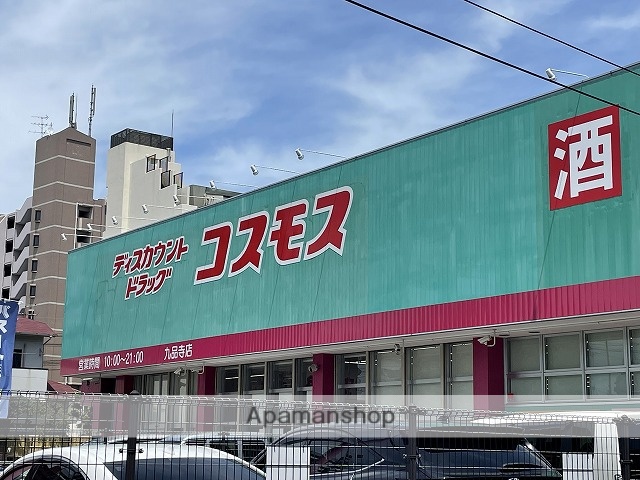 ディスカウント
ドラッグ
コスモス
酒
営業時間 10:00〜21:00 九品寺店
Apamanshop